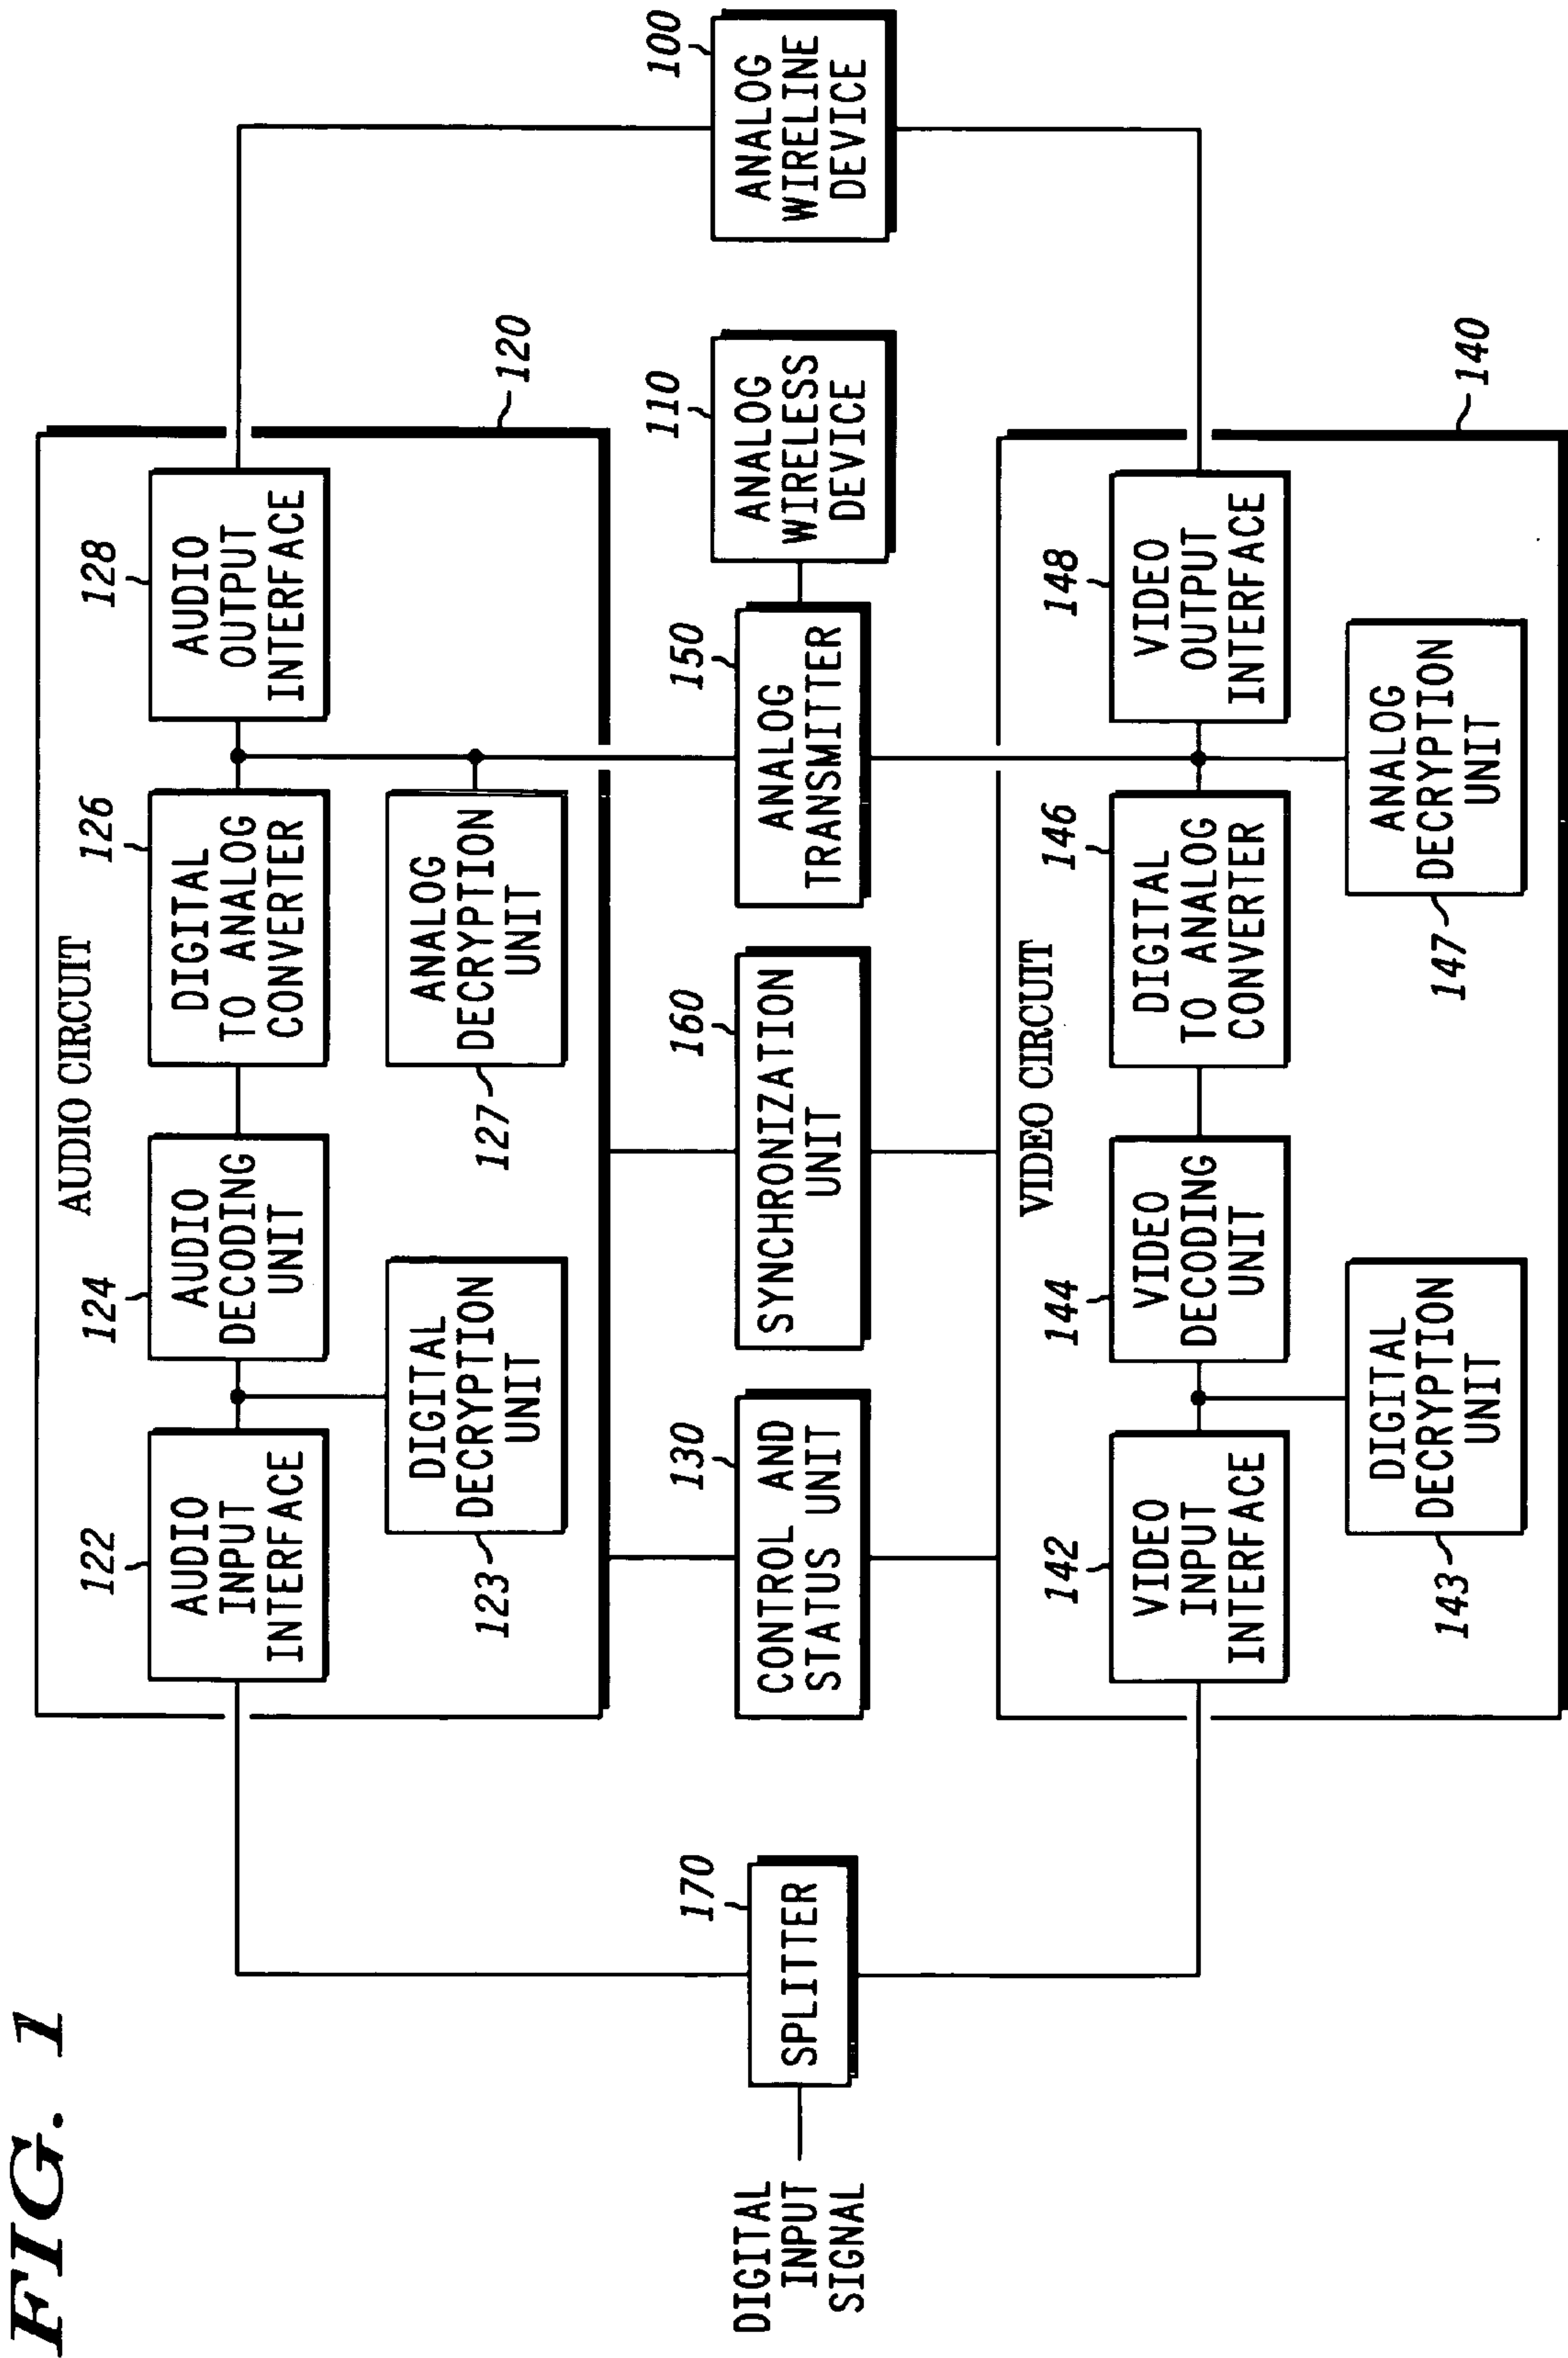 FIG. 1
AUDIO CIRCUIT
120
122
AUDIO
INPUT
INTERFACE
124
AUDIO
DECODING
UNIT
126
DIGITAL
TO ANALOG
CONVERTER
128
AUDIO
OUTPUT
INTERFACE
123
DIGITAL
DECRYPTION
UNIT
127
ANALOG
DECRYPTION
UNIT
DIGITAL
INPUT
SIGNAL
170
SPLITTER
130
CONTROL AND
STATUS UNIT
160
SYNCHRONIZATION
UNIT
150
ANALOG
TRANSMITTER
110
ANALOG
WIRELESS
DEVICE
100
ANALOG
WIRELINE
DEVICE
VIDEO CIRCUIT
140
142
VIDEO
INPUT
INTERFACE
144
VIDEO
DECODING
UNIT
146
DIGITAL
TO ANALOG
CONVERTER
148
VIDEO
OUTPUT
INTERFACE
143
DIGITAL
DECRYPTION
UNIT
147
ANALOG
DECRYPTION
UNIT